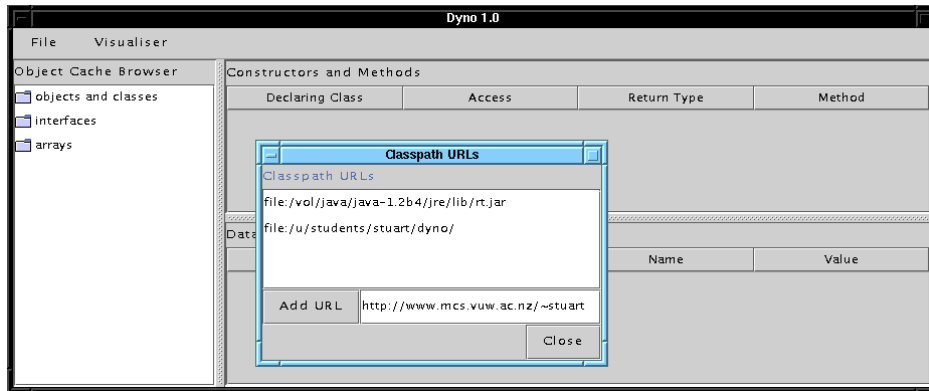 Dyno 1.0
File Visualiser
Object Cache Browser
objects and classes
interfaces
arrays
Constructors and Methods
Declaring Class Access Return Type Method
Classpath URLs
Classpath URLs
file:/vol/java/java-1.2b4/jre/lib/rt.jar
file:/u/students/stuart/dyno/
Add URL http://www.mcs.vuw.ac.nz/~stuart
Close
Data
Name Value